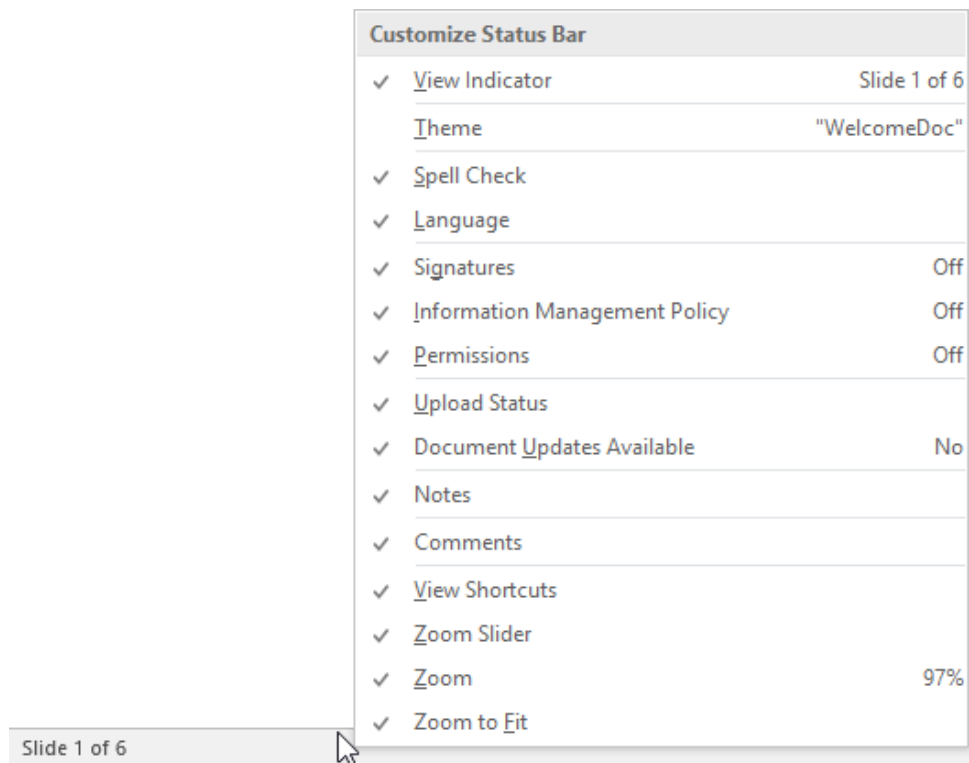 Customize Status Bar
View Indicator Slide 1 of 6
Theme "WelcomeDoc"
Spell Check
Language
Signatures Off
Information Management Policy Off
Permissions Off
Upload Status
Document Updates Available No
Notes
Comments
View Shortcuts
Zoom Slider
Zoom 97%
Zoom to Fit
Slide 1 of 6